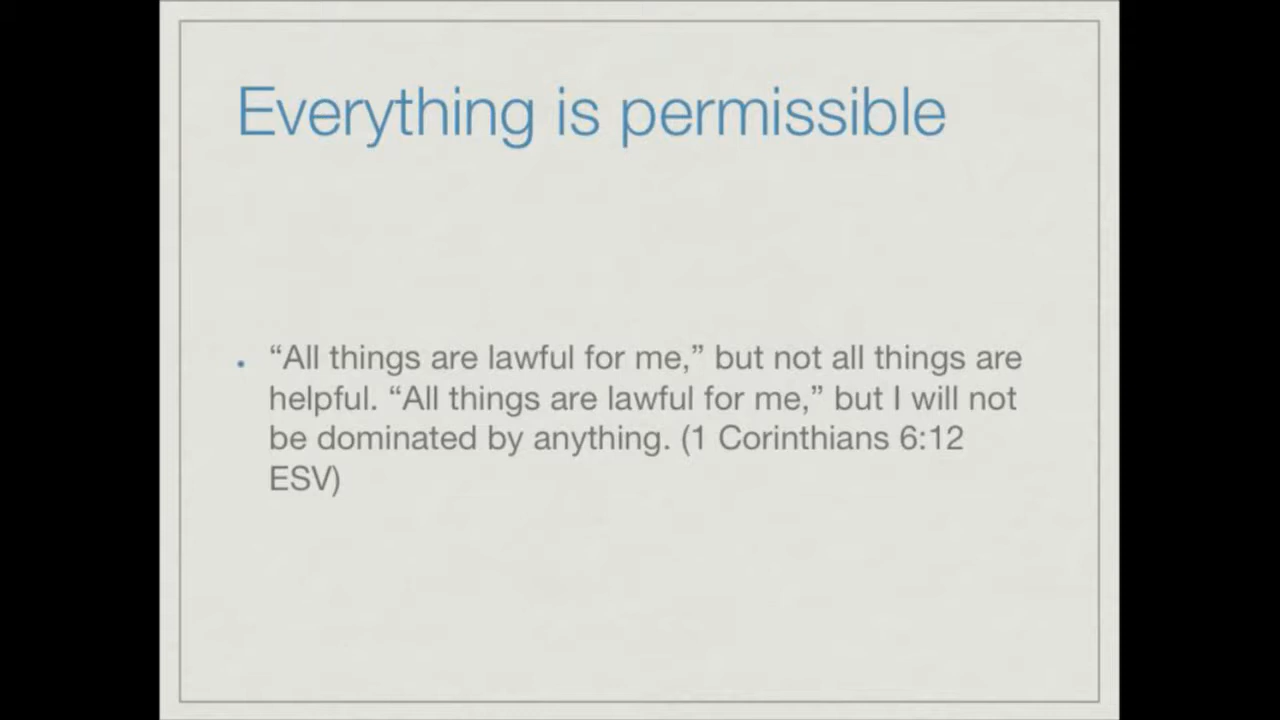 Everything is permissible
• “All things are lawful for me,” but not all things are
helpful. “All things are lawful for me,” but I will not
be dominated by anything. (1 Corinthians 6:12
ESV)